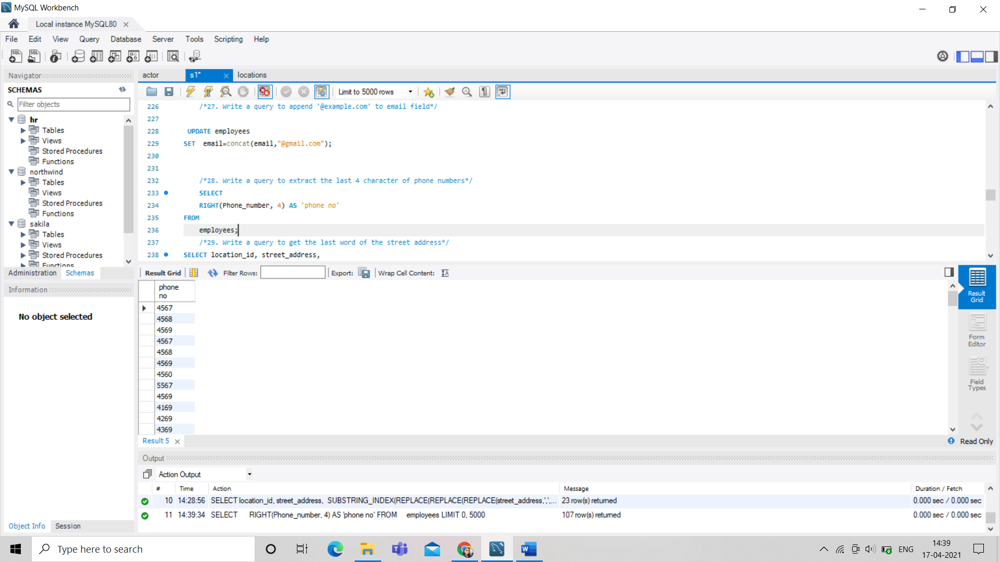 MySQL Workbench
Local instance MySQL80
File Edit View Query Database Server Tools Scripting Help
Navigator
SCHEMAS
Filter objects
hr
Tables
Views
Stored Procedures
Functions
northwind
Tables
Views
Stored Procedures
Functions
sakila
Tables
Views
Stored Procedures
Functions
Administration Schemas
Information
No object selected
Object Info Session
actor s1* locations
Limit to 5000 rows
226 /*27. Write a query to append '@example.com' to email field*/
227
228 UPDATE employees
229 SET email=concat(email,"@gmail.com");
230
231
232 /*28. Write a query to extract the last 4 character of phone numbers*/
233 SELECT
234 RIGHT(Phone_number, 4) AS 'phone no'
235 FROM
236 employees;
237 /*29. Write a query to get the last word of the street address*/
238 SELECT location_id, street_address,
Result Grid Filter Rows: Export: Wrap Cell Content:
phone
no
4567
4568
4569
4567
4568
4569
4560
5567
4569
4169
4269
4369
Result
Grid
Form
Editor
Field
Types
Result 5
Read Only
Output
Action Output
# Time Action Message Duration / Fetch
10 14:28:56 SELECT location_id, street_address, SUBSTRING_INDEX(REPLACE(REPLACE(REPLACE(street_address,',',... 23 row(s) returned 0.000 sec / 0.000 sec
11 14:39:34 SELECT RIGHT(Phone_number, 4) AS 'phone no' FROM employees LIMIT 0, 5000 107 row(s) returned 0.000 sec / 0.000 sec
Type here to search
ENG
14:39
17-04-2021